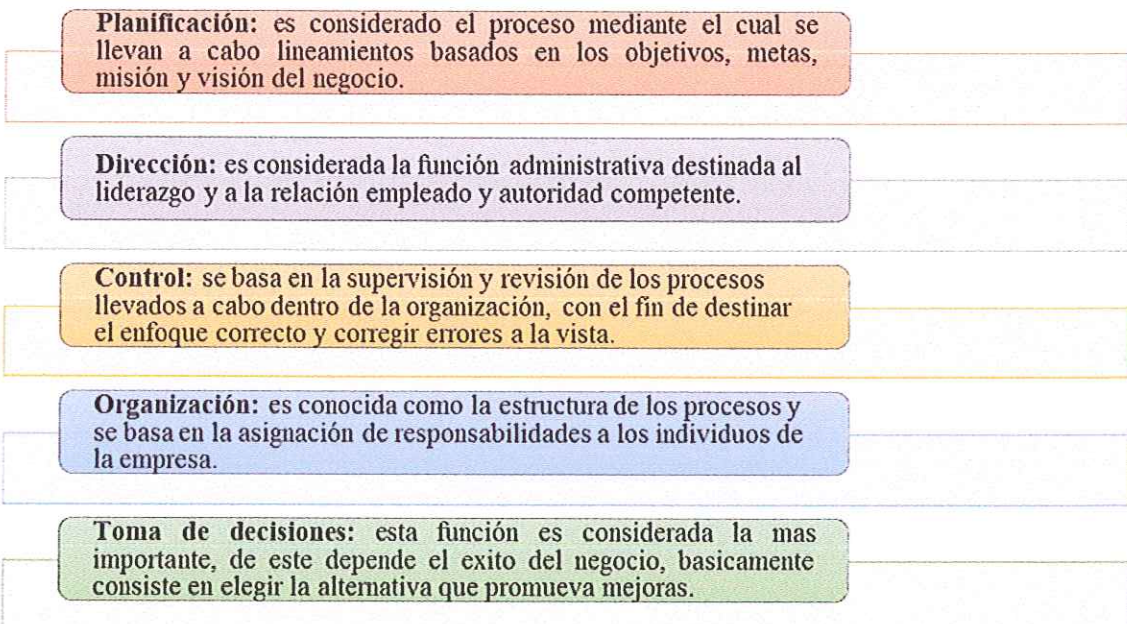 Planificación: es considerado el proceso mediante el cual se
llevan a cabo lineamientos basados en los objetivos, metas,
misión y visión del negocio.
Dirección: es considerada la función administrativa destinada al
liderazgo y a la relación empleado y autoridad competente.
Control: se basa en la supervisión y revisión de los procesos
llevados a cabo dentro de la organización, con el fin de destinar
el enfoque correcto y corregir errores a la vista.
Organización: es conocida como la estructura de los procesos y
se basa en la asignación de responsabilidades a los individuos de
la empresa.
Toma de decisiones: esta función es considerada la mas
importante, de este depende el exito del negocio, basicamente
consiste en elegir la alternativa que promueva mejoras.